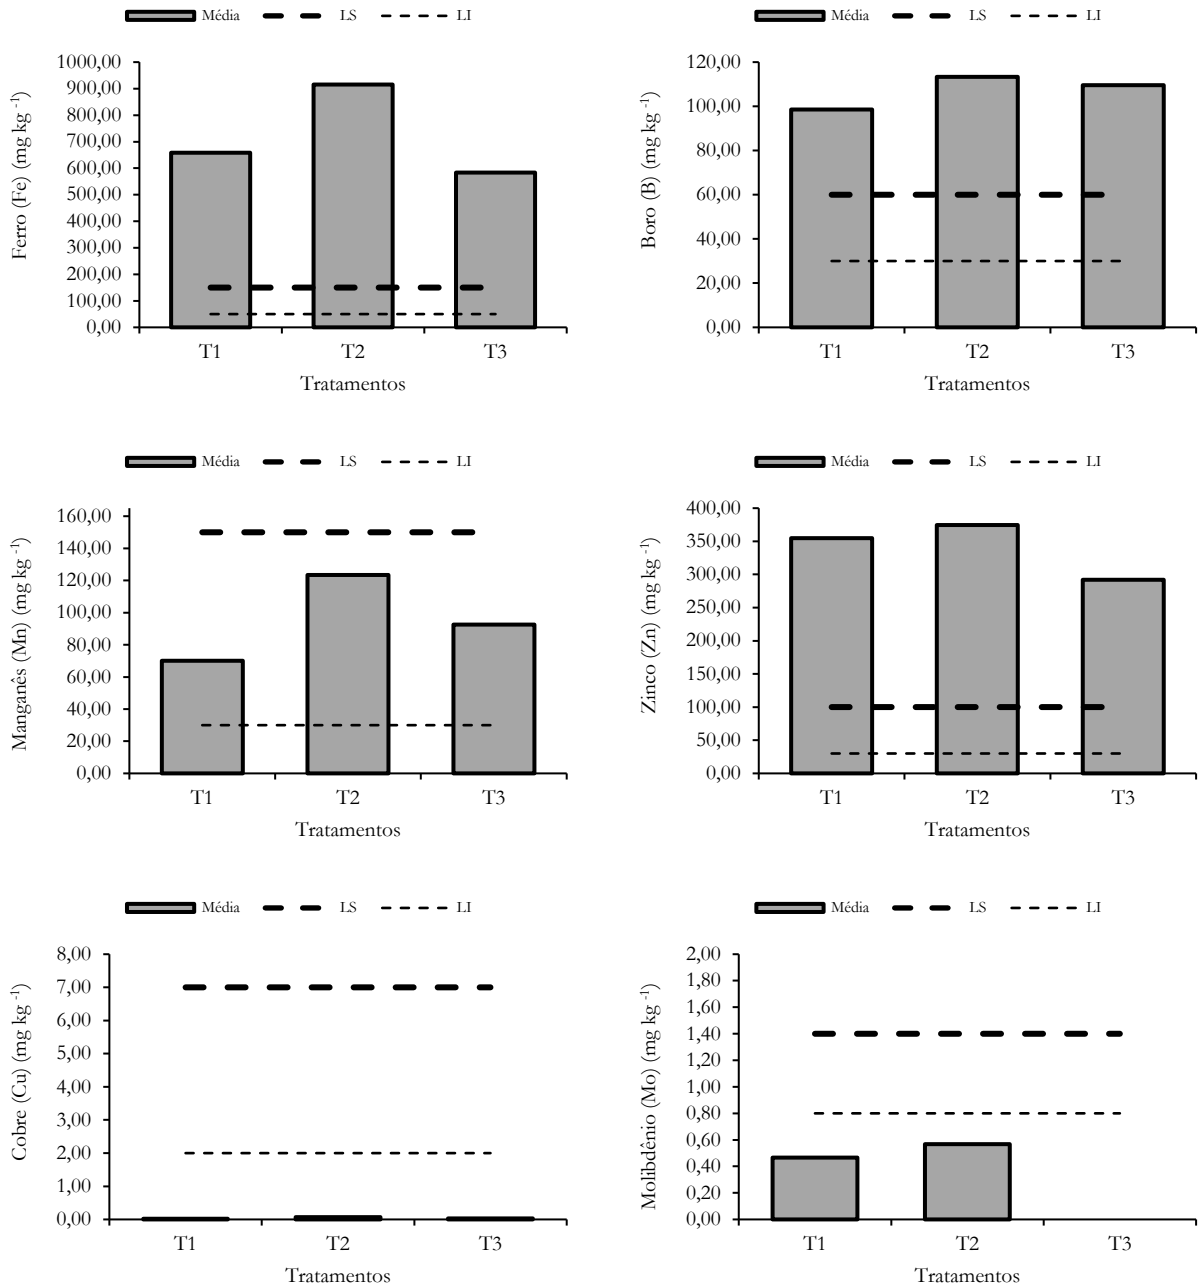 Média LS LI
Ferro (Fe) (mg kg -1)
1000,00
900,00
800,00
700,00
600,00
500,00
400,00
300,00
200,00
100,00
0,00
T1 T2 T3
Tratamentos
Média LS LI
Boro (B) (mg kg -1)
120,00
100,00
80,00
60,00
40,00
20,00
0,00
T1 T2 T3
Tratamentos
Média LS LI
Manganês (Mn) (mg kg -1)
160,00
140,00
120,00
100,00
80,00
60,00
40,00
20,00
0,00
T1 T2 T3
Tratamentos
Média LS LI
Zinco (Zn) (mg kg -1)
400,00
350,00
300,00
250,00
200,00
150,00
100,00
50,00
0,00
T1 T2 T3
Tratamentos
Média LS LI
Cobre (Cu) (mg kg -1)
8,00
7,00
6,00
5,00
4,00
3,00
2,00
1,00
0,00
T1 T2 T3
Tratamentos
Média LS LI
Molibdênio (Mo) (mg kg -1)
2,00
1,80
1,60
1,40
1,20
1,00
0,80
0,60
0,40
0,20
0,00
T1 T2 T3
Tratamentos